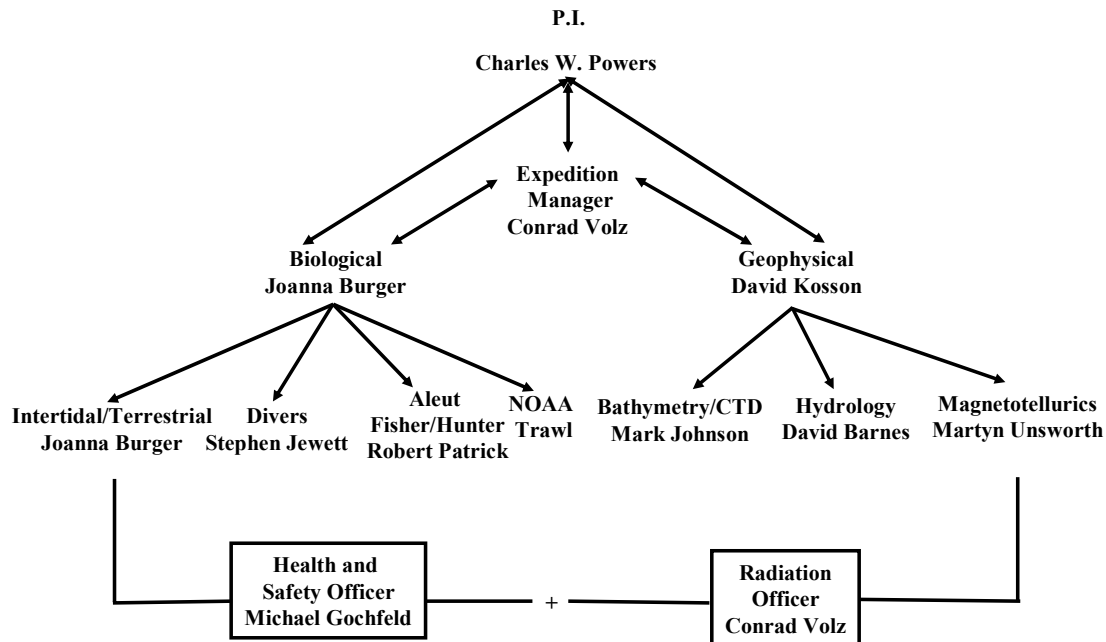 P.I.
Charles W. Powers
Expedition
Manager
Conrad Volz
Biological
Joanna Burger
Geophysical
David Kosson
Intertidal/Terrestrial
Joanna Burger
Divers
Stephen Jewett
Aleut
Fisher/Hunter
Robert Patrick
NOAA
Trawl
Bathymetry/CTD
Mark Johnson
Hydrology
David Barnes
Magnetotellurics
Martyn Unsworth
Health and
Safety Officer
Michael Gochfeld
+
Radiation
Officer
Conrad Volz